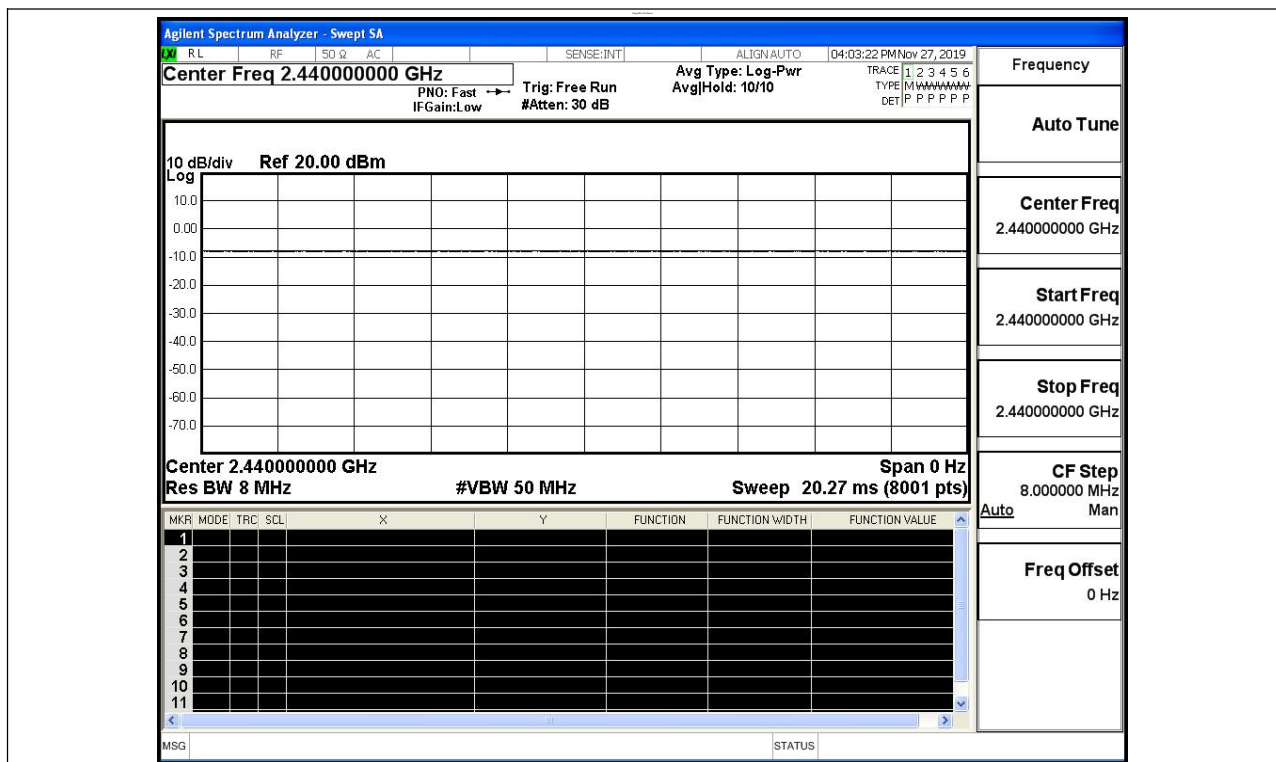 Agilent Spectrum Analyzer - Swept SA
LXI RL RF 50 Ω AC SENSE:INT ALIGN AUTO 04:03:22 PM Nov 27, 2019
Center Freq 2.440000000 GHz
PNO: Fast
IFGain:Low
Trig: Free Run
#Atten: 30 dB
Avg Type: Log-Pwr
Avg|Hold: 10/10
TRACE 1 2 3 4 5 6
TYPE M WWWWW
DET P P P P P P
10 dB/div Ref 20.00 dBm
Log
10.0
0.00
-10.0
-20.0
-30.0
-40.0
-50.0
-60.0
-70.0
Center 2.440000000 GHz Span 0 Hz
Res BW 8 MHz #VBW 50 MHz Sweep 20.27 ms (8001 pts)
MKR MODE TRC SCL X Y FUNCTION FUNCTION WIDTH FUNCTION VALUE
1
2
3
4
5
6
7
8
9
10
11
MSG STATUS
Frequency
Auto Tune
Center Freq
2.440000000 GHz
Start Freq
2.440000000 GHz
Stop Freq
2.440000000 GHz
CF Step
8.000000 MHz
Auto Man
Freq Offset
0 Hz